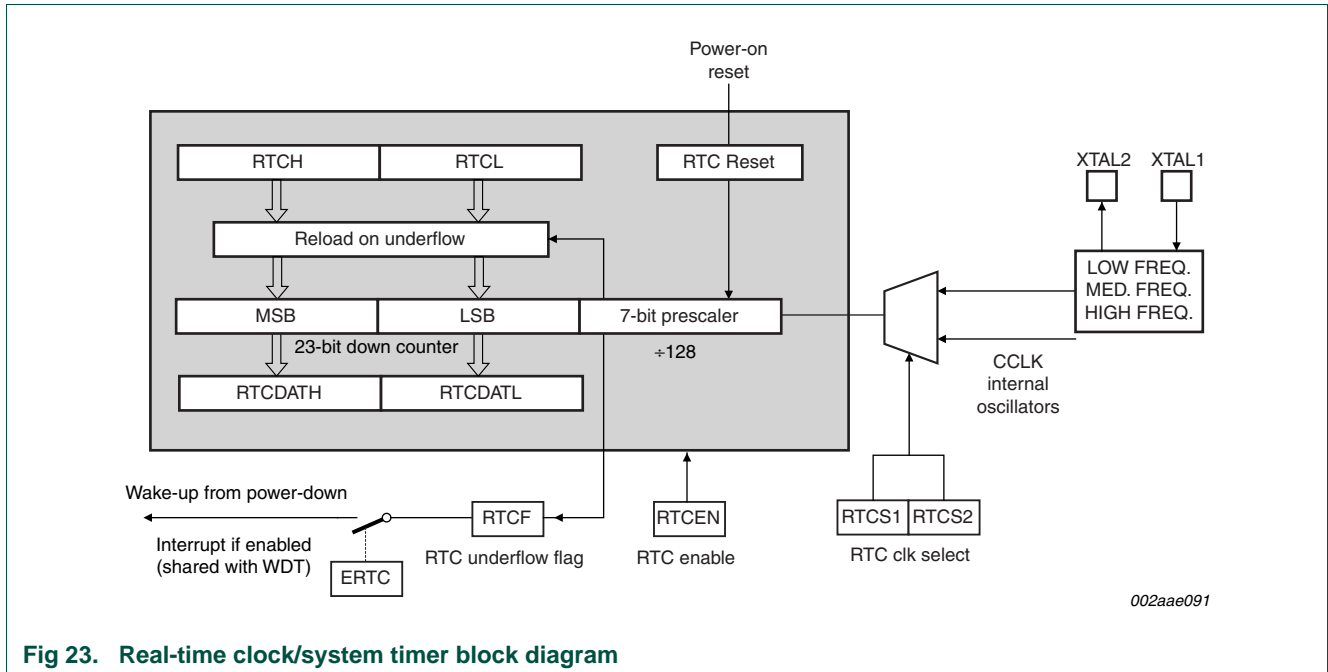 Power-on
reset
RTCH
RTCL
RTC Reset
XTAL2
XTAL1
Reload on underflow
LOW FREQ.
MED. FREQ.
HIGH FREQ.
MSB
LSB
7-bit prescaler
23-bit down counter
÷128
CCLK
internal
oscillators
RTCDATH
RTCDATL
Wake-up from power-down
RTCF
RTCEN
RTCS1
RTCS2
Interrupt if enabled
(shared with WDT)
RTC underflow flag
RTC enable
RTC clk select
ERTC
002aae091
Fig 23. Real-time clock/system timer block diagram